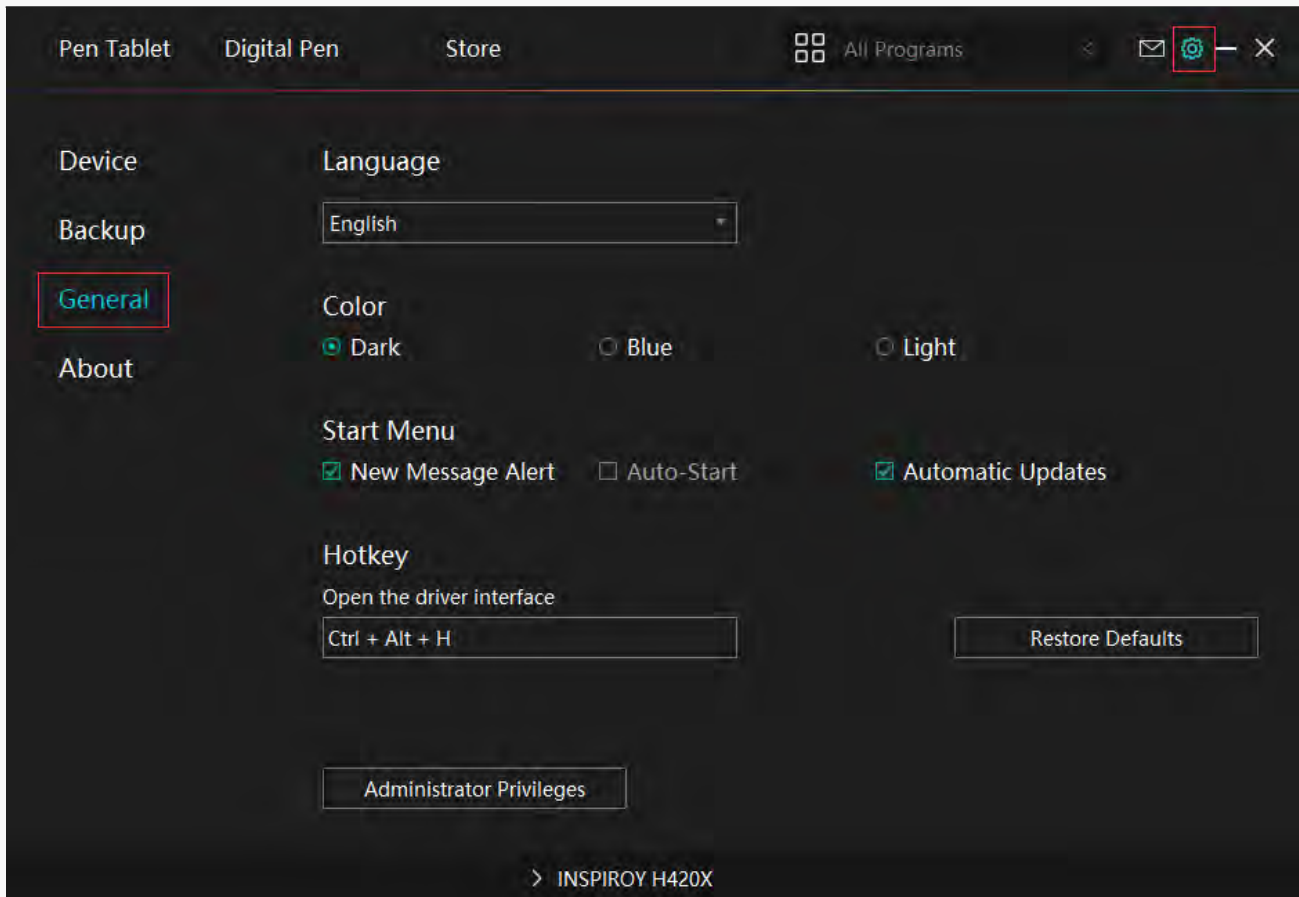 Pen Tablet Digital Pen Store All Programs
Device
Backup
General
About
Language
English
Color
Dark Blue Light
Start Menu
New Message Alert Auto-Start Automatic Updates
Hotkey
Open the driver interface
Ctrl + Alt + H Restore Defaults
Administrator Privileges
INSPIROY H420X